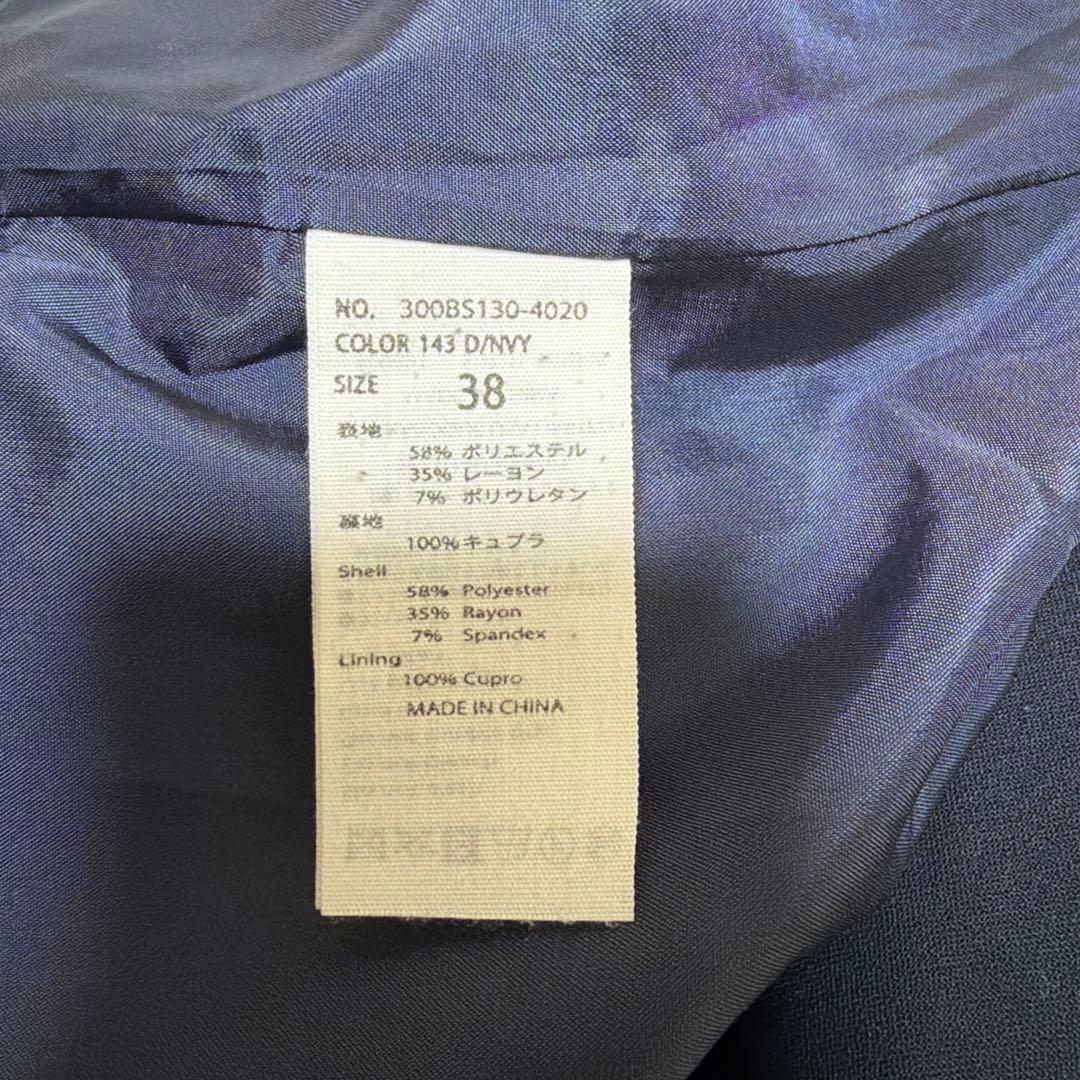 NO. 300BS130-4020
COLOR 143 D/NVY
SIZE 38
表地
58% ポリエステル
35% レーヨン
7% ポリウレタン
裏地
100%キュプラ
Shell
58% Polyester
35% Rayon
7% Spandex
Lining
100% Cupro
MADE IN CHINA